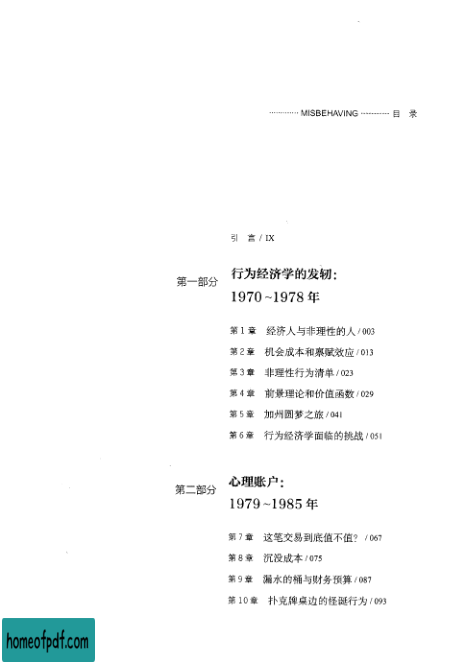 ············ MISBEHAVING ············ 目 录
引 言 / IX
第一部分 行为经济学的发轫：
1970～1978 年
第 1 章 经济人与非理性的人 / 003
第 2 章 机会成本和禀赋效应 / 013
第 3 章 非理性行为清单 / 023
第 4 章 前景理论和价值函数 / 029
第 5 章 加州圆梦之旅 / 041
第 6 章 行为经济学面临的挑战 / 051
第二部分 心理账户：
1979～1985 年
第 7 章 这笔交易到底值不值？ / 067
第 8 章 沉没成本 / 075
第 9 章 漏水的桶与财务预算 / 087
第 10 章 扑克牌桌边的怪诞行为 / 093
homeofpdf.com